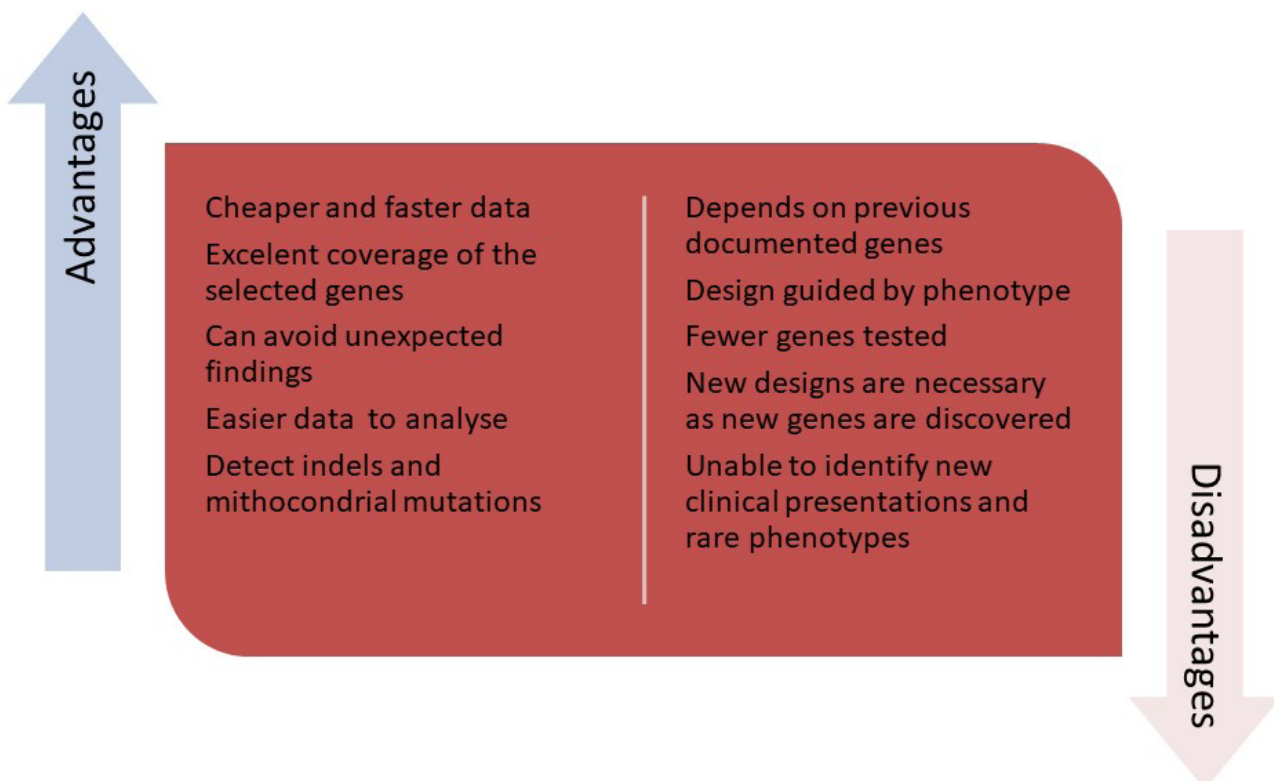 Advantages
Cheaper and faster data
Excelent coverage of the
selected genes
Can avoid unexpected
findings
Easier data to analyse
Detect indels and
mithocondrial mutations
Depends on previous
documented genes
Design guided by phenotype
Fewer genes tested
New designs are necessary
as new genes are discovered
Unable to identify new
clinical presentations and
rare phenotypes
Disadvantages